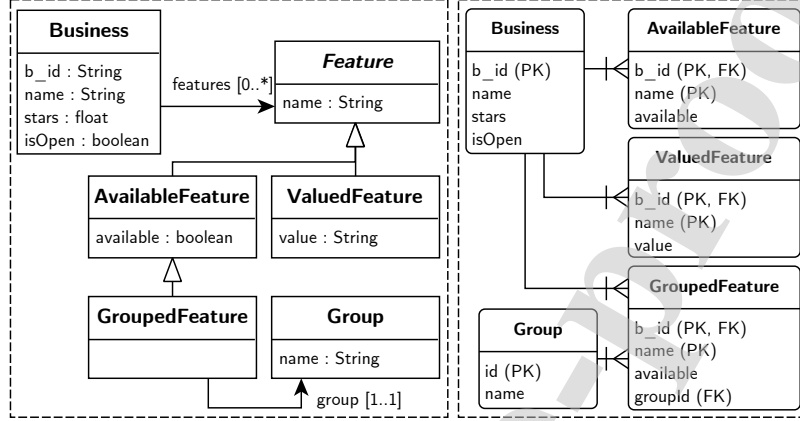 Business
b_id : String
name : String
stars : float
isOpen : boolean
features [0..*]
Feature
name : String
AvailableFeature
available : boolean
ValuedFeature
value : String
GroupedFeature
Group
name : String
group [1..1]
Business
b_id (PK)
name
stars
isOpen
AvailableFeature
b_id (PK, FK)
name (PK)
available
ValuedFeature
b_id (PK, FK)
name (PK)
value
GroupedFeature
b_id (PK, FK)
name (PK)
available
groupId (FK)
Group
id (PK)
name